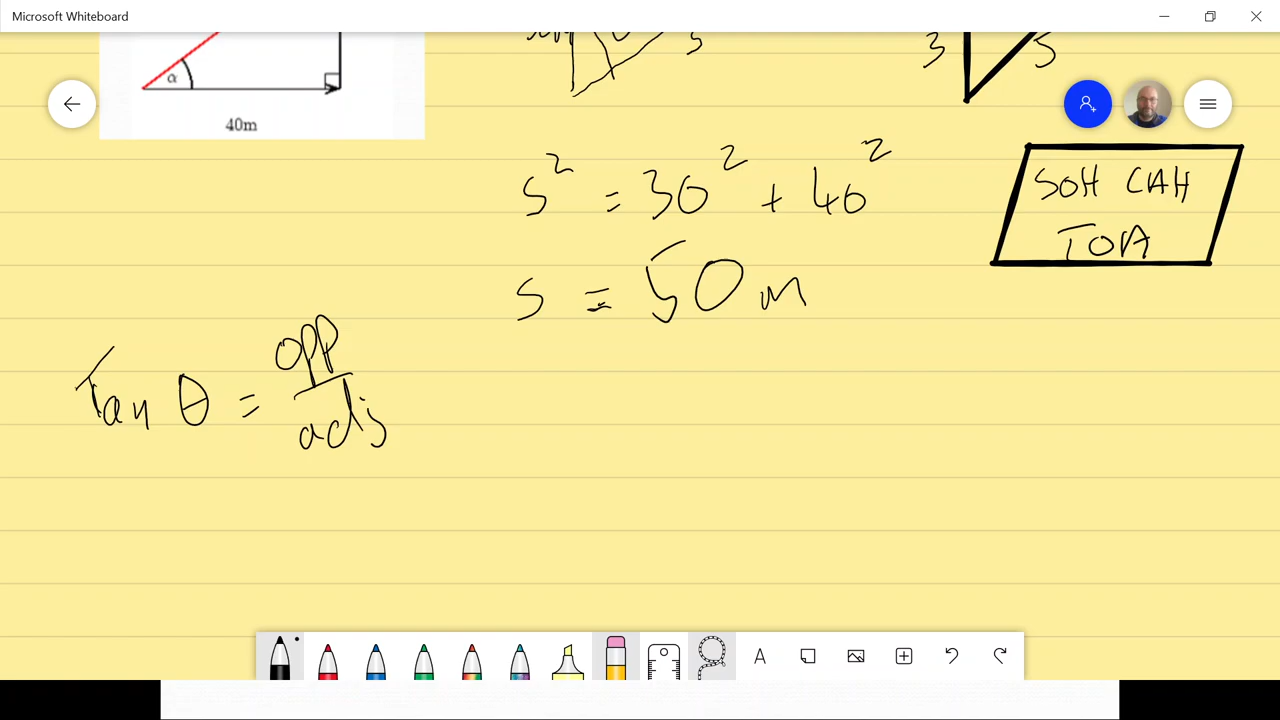 Microsoft Whiteboard
α
40m
3
5
s² = 30² + 40²
s = 50 m
SOH CAH
TOA
Tan θ = opp
adj
A